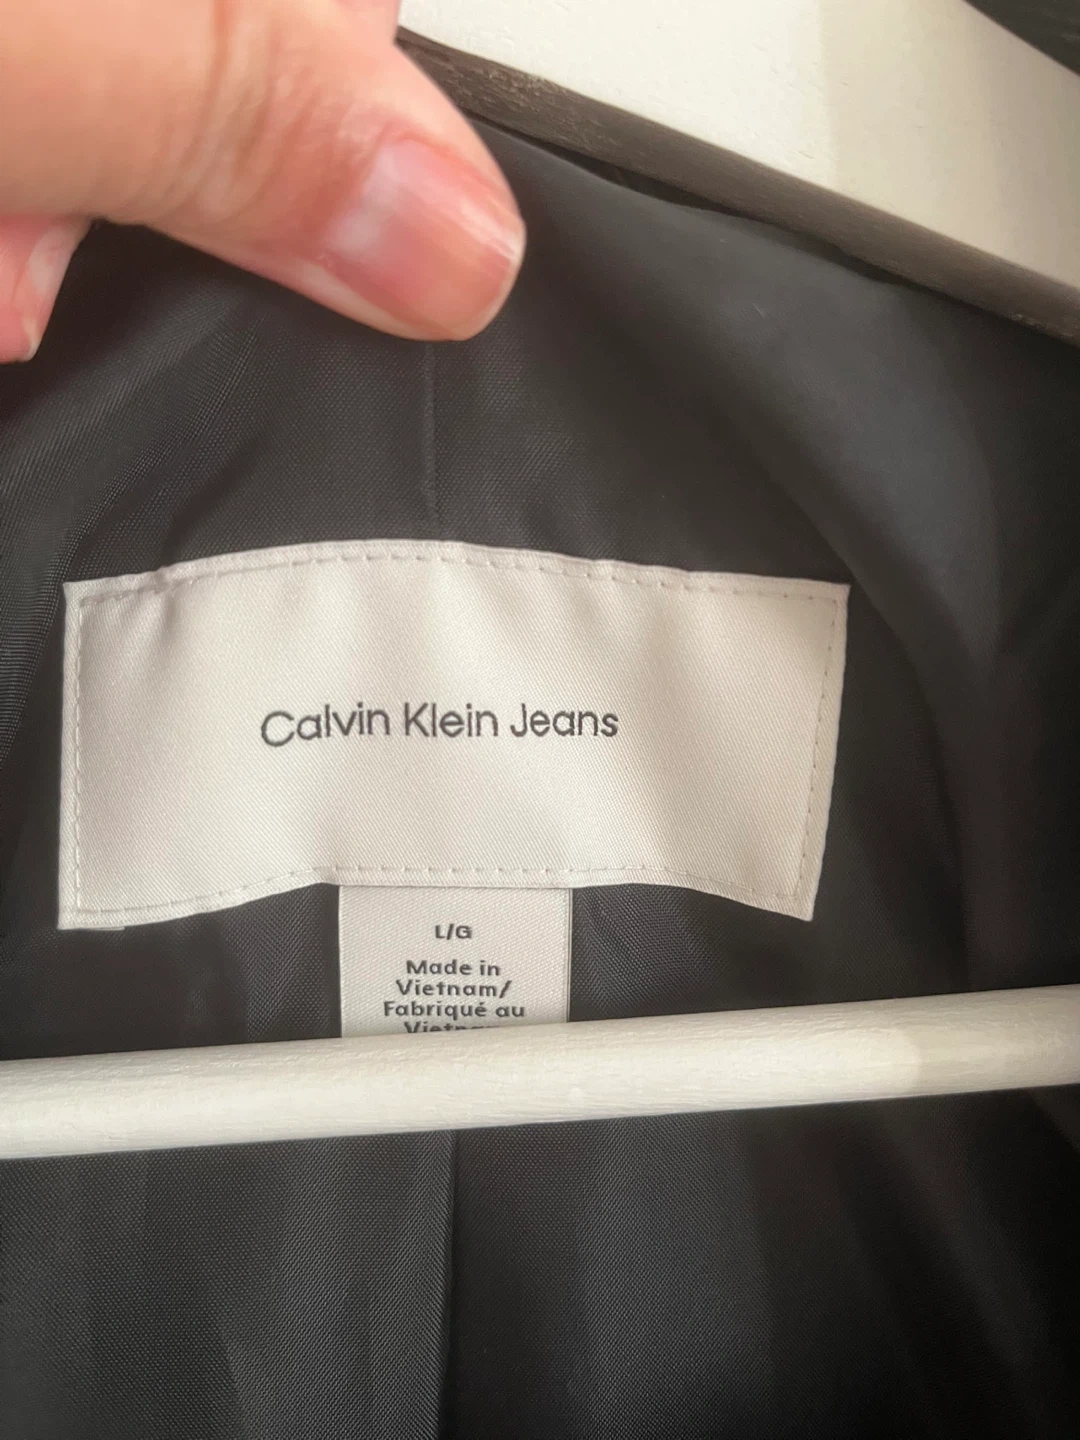 Calvin Klein Jeans
L/G
Made in
Vietnam/
Fabriqué au